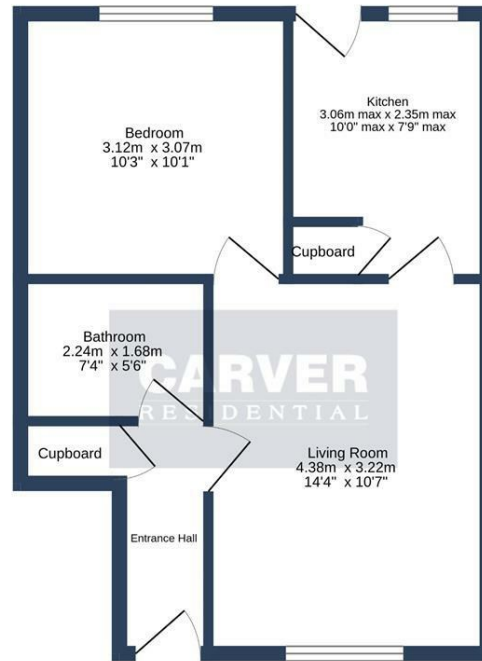 Bedroom
3.12m x 3.07m
10'3" x 10'1"
Kitchen
3.06m max x 2.35m max
10'0" max x 7'9" max
Cupboard
Bathroom
2.24m x 1.68m
7'4" x 5'6"
CARVER
RESIDENTIAL
Cupboard
Living Room
4.38m x 3.22m
14'4" x 10'7"
Entrance Hall